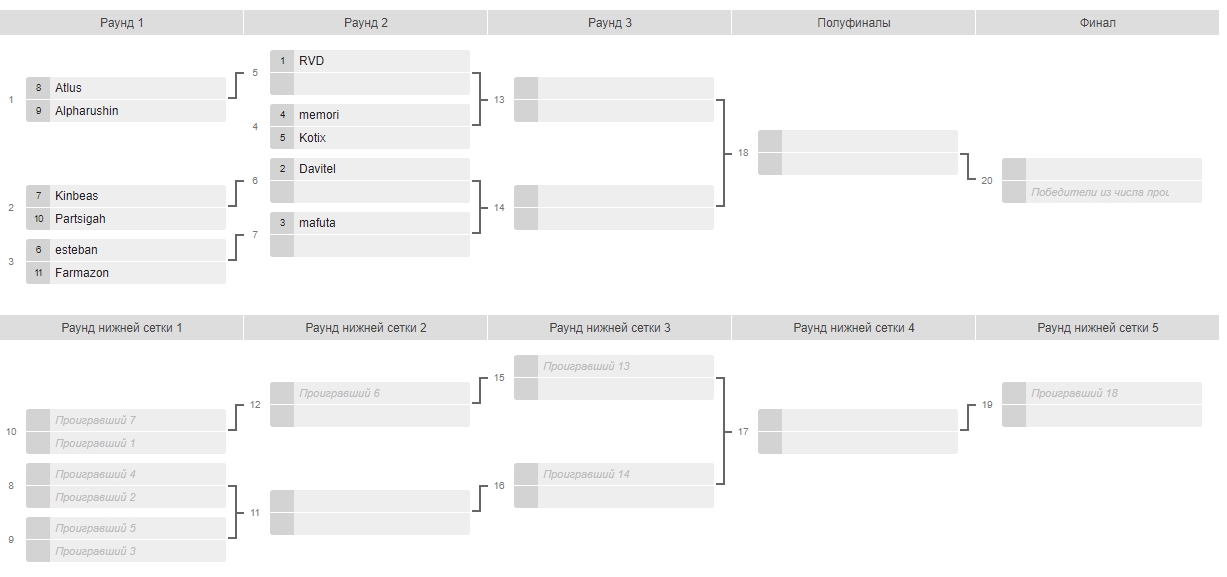 Раунд 1
Раунд 2
Раунд 3
Полуфиналы
Финал
1
8 Atlus
9 Alpharushin
2
7 Kinbeas
10 Partsigah
3
6 esteban
11 Farmazon
5
1 RVD
4
4 memori
5 Kotix
6
2 Davitel
7
3 mafuta
13
14
18
20
Победители из числа прои
Раунд нижней сетки 1
Раунд нижней сетки 2
Раунд нижней сетки 3
Раунд нижней сетки 4
Раунд нижней сетки 5
10
Проигравший 7
Проигравший 1
8
Проигравший 4
Проигравший 2
9
Проигравший 5
Проигравший 3
12
Проигравший 6
11
15
Проигравший 13
16
Проигравший 14
17
19
Проигравший 18